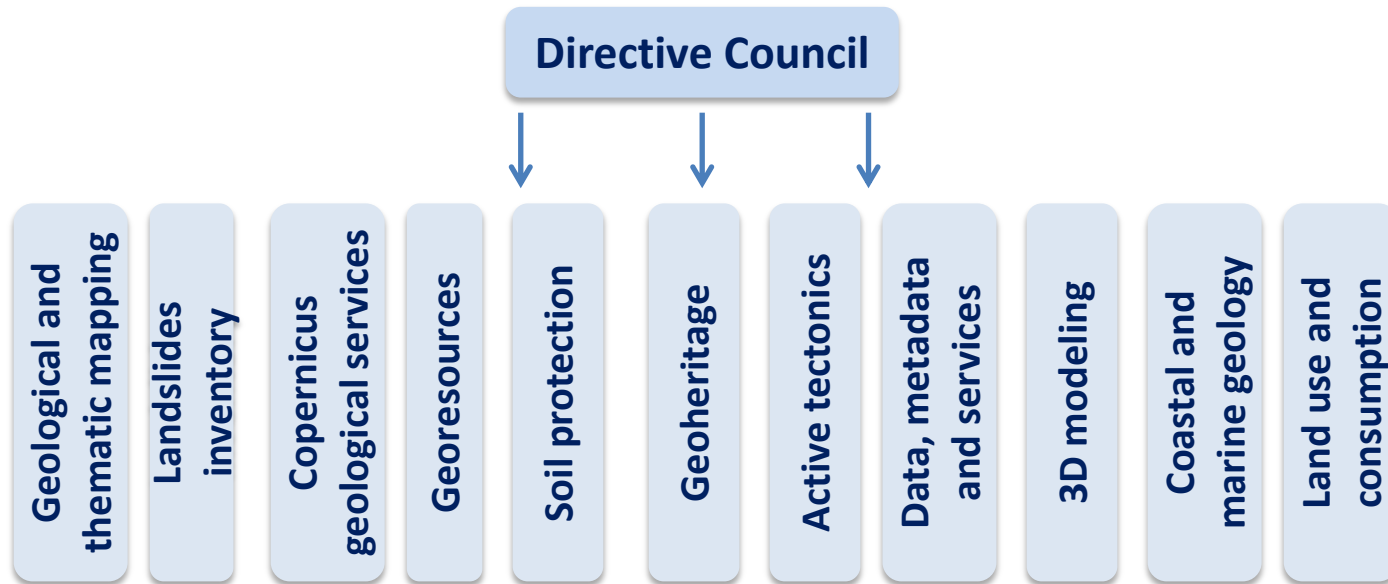 Directive Council
Geological and
thematic mapping
Landslides
inventory
Copernicus
geological services
Georesources
Soil protection
Geoheritage
Active tectonics
Data, metadata
and services
3D modeling
Coastal and
marine geology
Land use and
consumption